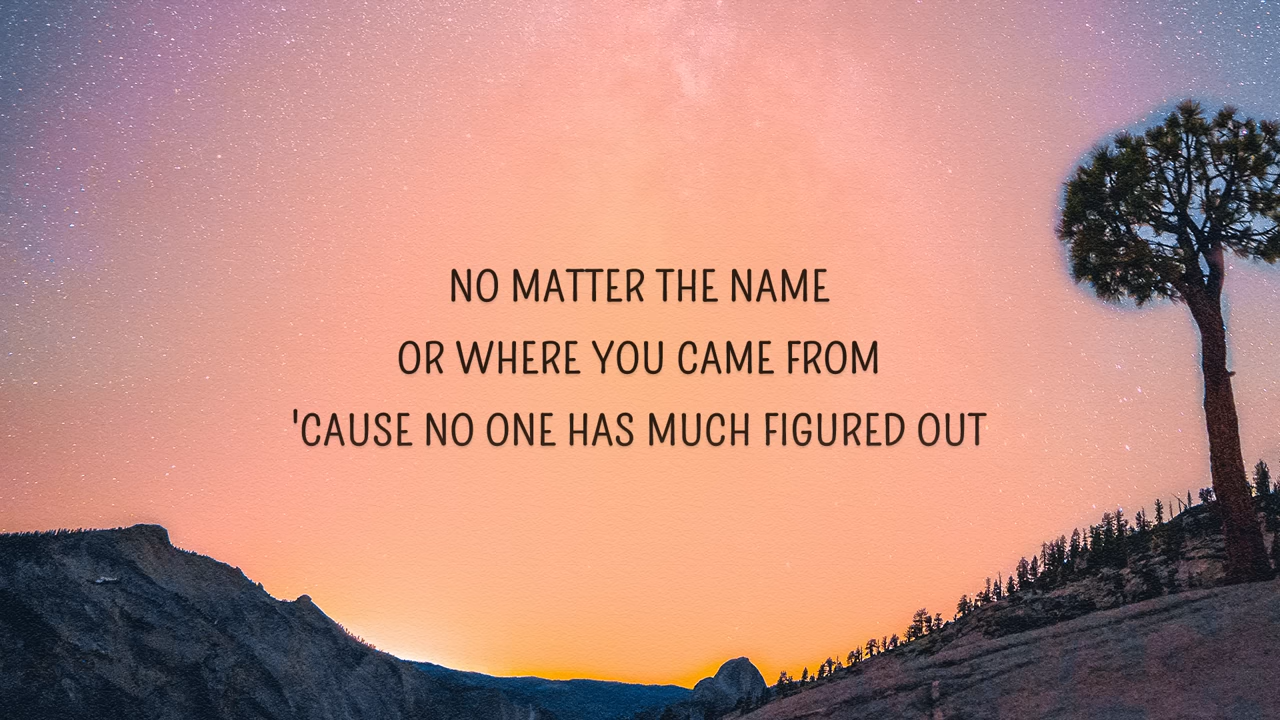 NO MATTER THE NAME
OR WHERE YOU CAME FROM
'CAUSE NO ONE HAS MUCH FIGURED OUT